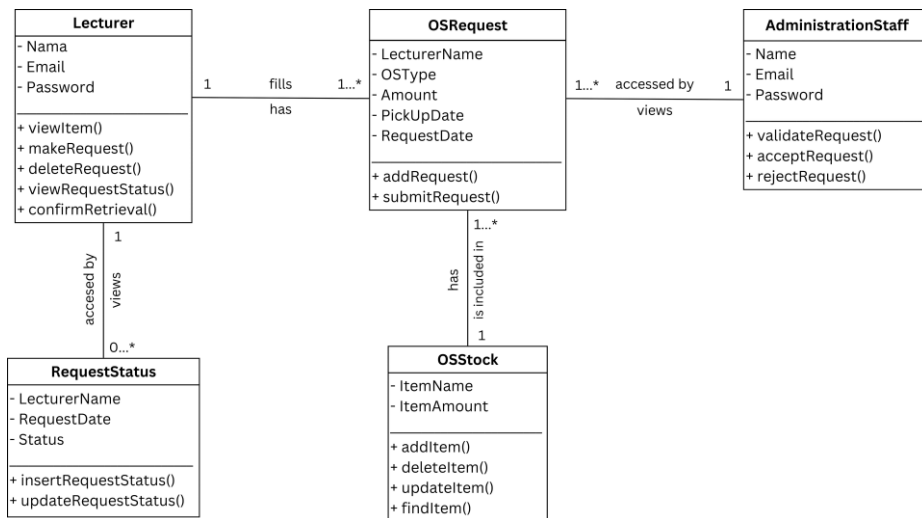 Lecturer
- Nama
- Email
- Password
+ viewItem()
+ makeRequest()
+ deleteRequest()
+ viewRequestStatus()
+ confirmRetrieval()
1
fills
1...*
has
OSRequest
- LecturerName
- OSType
- Amount
- PickUpDate
- RequestDate
+ addRequest()
+ submitRequest()
1...*
accessed by
1
views
AdministrationStaff
- Name
- Email
- Password
+ validateRequest()
+ acceptRequest()
+ rejectRequest()
1
accesed by
views
0...*
1...*
has
is included in
1
RequestStatus
- LecturerName
- RequestDate
- Status
+ insertRequestStatus()
+ updateRequestStatus()
OSStock
- ItemName
- ItemAmount
+ addItem()
+ deleteItem()
+ updateItem()
+ findItem()